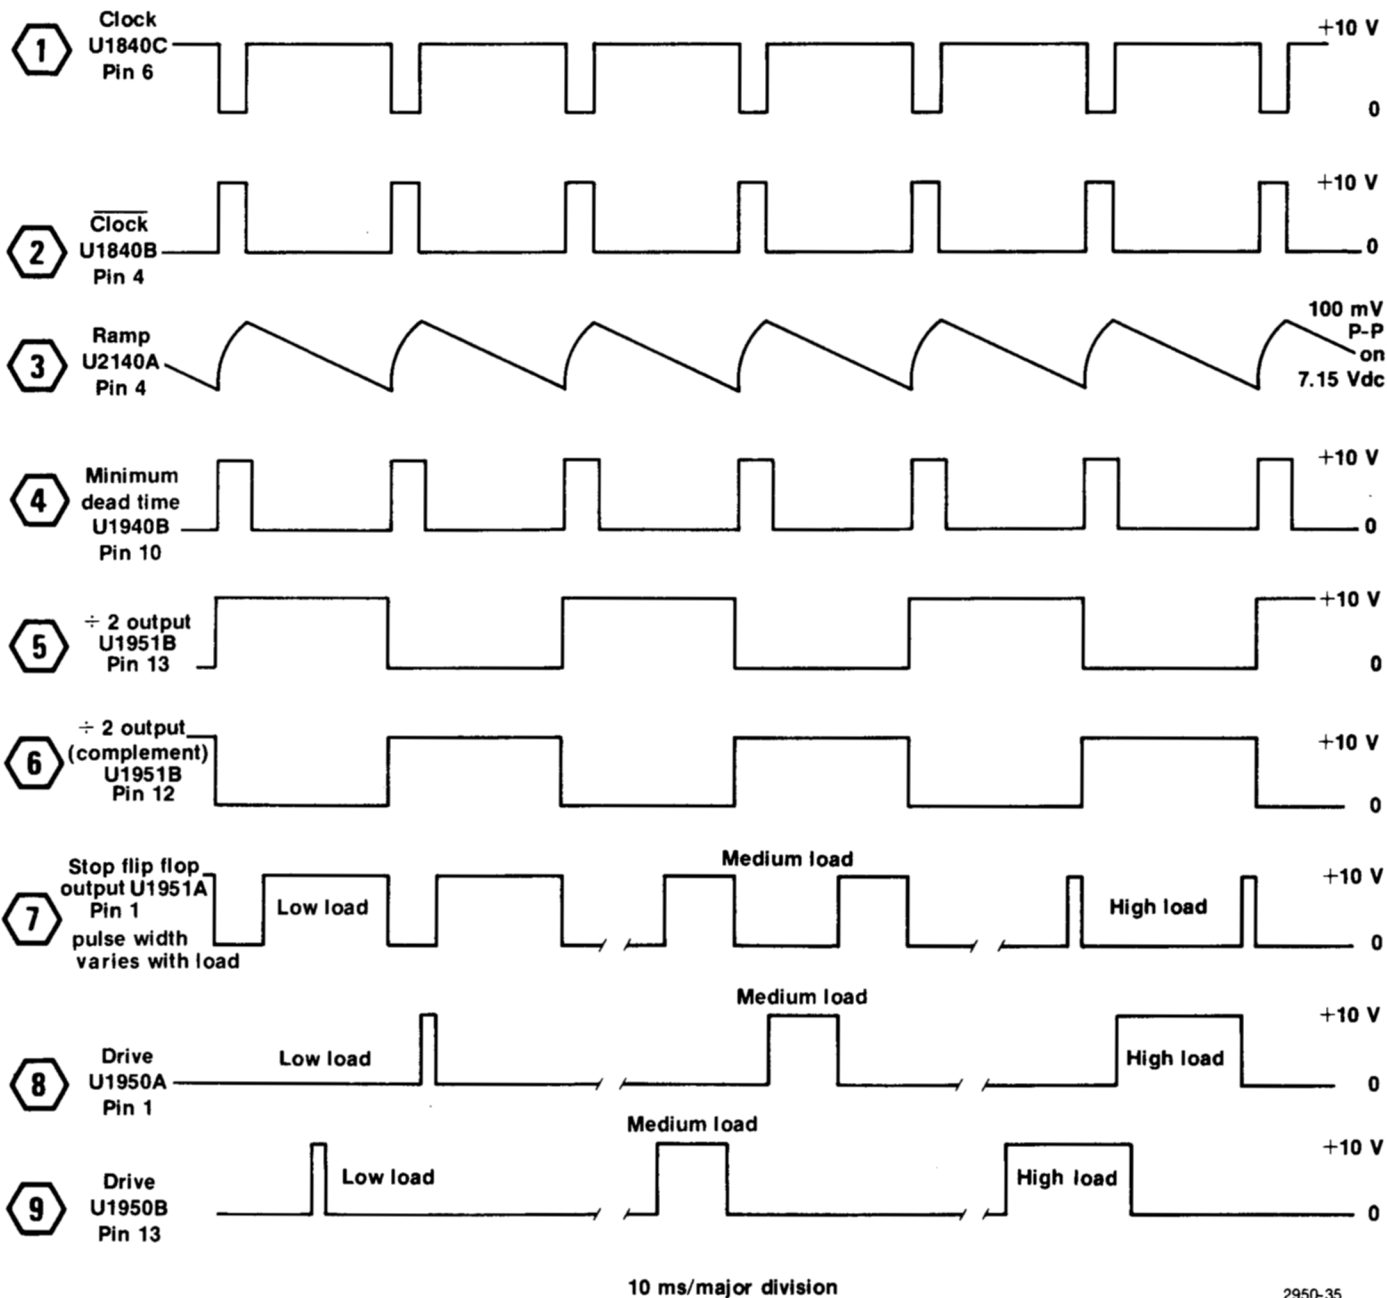 1
Clock
U1840C
Pin 6
+10 V
0
2
Clock
U1840B
Pin 4
+10 V
0
3
Ramp
U2140A
Pin 4
100 mV
P-P
on
7.15 Vdc
4
Minimum
dead time
U1940B
Pin 10
+10 V
0
5
÷ 2 output
U1951B
Pin 13
+10 V
0
6
÷ 2 output
(complement)
U1951B
Pin 12
+10 V
0
7
Stop flip flop
output U1951A
Pin 1
pulse width
varies with load
Low load
Medium load
High load
+10 V
0
8
Drive
U1950A
Pin 1
Low load
Medium load
High load
+10 V
0
9
Drive
U1950B
Pin 13
Low load
Medium load
High load
+10 V
0
10 ms/major division
2950-35